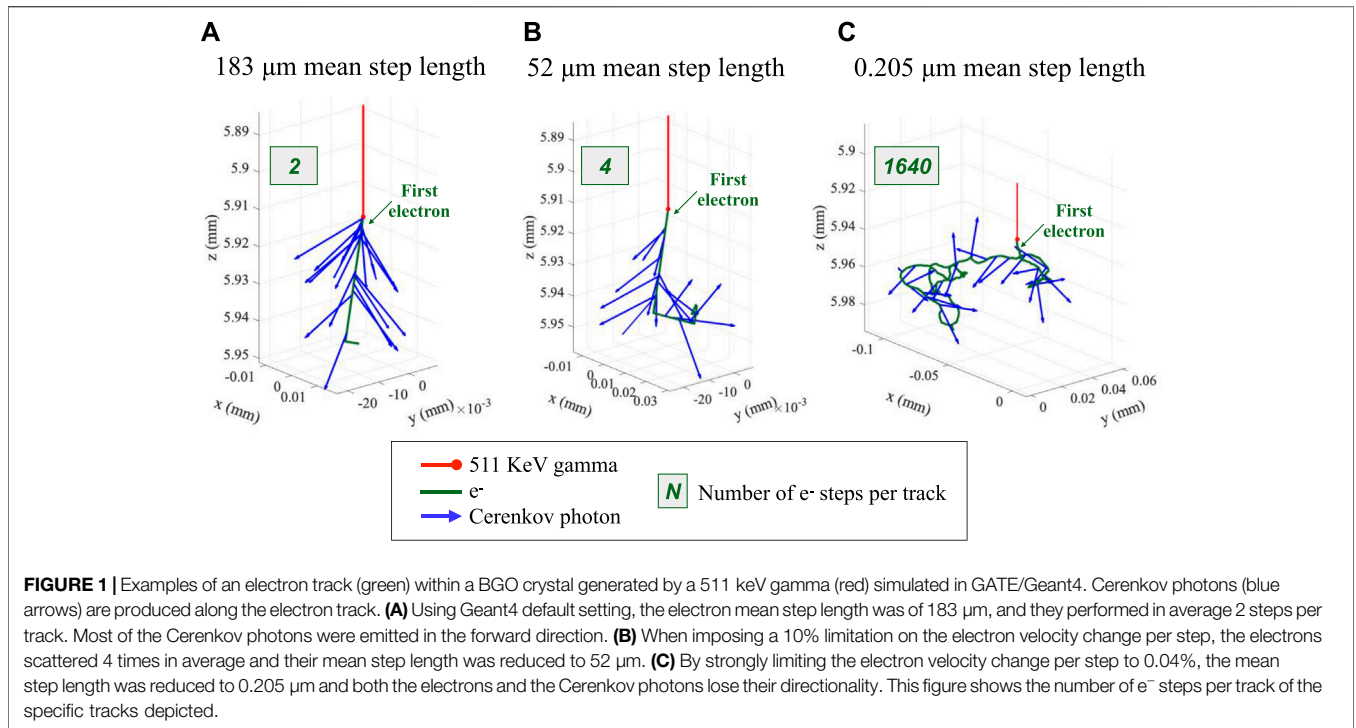 A
183 µm mean step length
B
52 µm mean step length
C
0.205 µm mean step length
2
First
electron
5.89
5.9
5.91
5.92
5.93
5.94
5.95
z (mm)
-0.01
0
0.01
x (mm)
-20
-10
0
y (mm)
×10⁻³
4
First
electron
5.89
5.9
5.91
5.92
5.93
5.94
5.95
z (mm)
-0.01
0
0.01
0.02
0.03
x (mm)
-20
-10
0
y (mm)
×10⁻³
1640
First
electron
5.9
5.92
5.94
5.96
5.98
z (mm)
-0.1
-0.05
0
x (mm)
0
0.02
0.04
0.06
y (mm)
511 KeV gamma
e-
Cerenkov photon
N Number of e- steps per track
FIGURE 1 | Examples of an electron track (green) within a BGO crystal generated by a 511 keV gamma (red) simulated in GATE/Geant4. Cerenkov photons (blue
arrows) are produced along the electron track. (A) Using Geant4 default setting, the electron mean step length was of 183 µm, and they performed in average 2 steps per
track. Most of the Cerenkov photons were emitted in the forward direction. (B) When imposing a 10% limitation on the electron velocity change per step, the electrons
scattered 4 times in average and their mean step length was reduced to 52 µm. (C) By strongly limiting the electron velocity change per step to 0.04%, the mean
step length was reduced to 0.205 µm and both the electrons and the Cerenkov photons lose their directionality. This figure shows the number of e⁻ steps per track of the
specific tracks depicted.